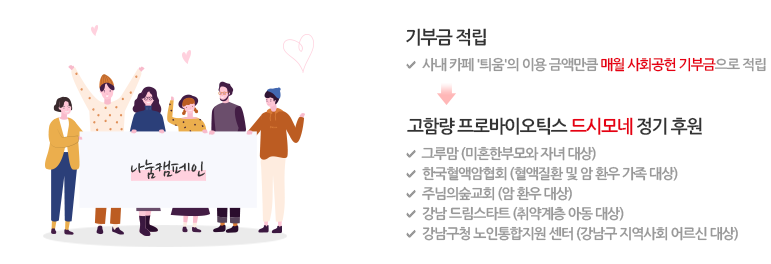 기부금 적립
사내 카페 '틔움'의 이용 금액만큼 매월 사회공헌 기부금으로 적립
고함량 프로바이오틱스 드시모네 정기 후원
그루맘 (미혼한부모와 자녀 대상)
한국혈액암협회 (혈액질환 및 암 환우 가족 대상)
주님의숲교회 (암 환우 대상)
강남 드림스타트 (취약계층 아동 대상)
강남구청 노인통합지원 센터 (강남구 지역사회 어르신 대상)
나눔캠페인